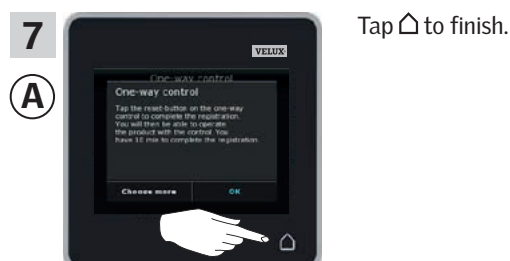 7
Tap to finish.
A
VELUX
One-way control
One-way control
Tap the reset-button on the one-way
control to complete the registration.
You will then be able to operate
the product with the control. You
have 10 min to complete the registration.
Choose more
OK